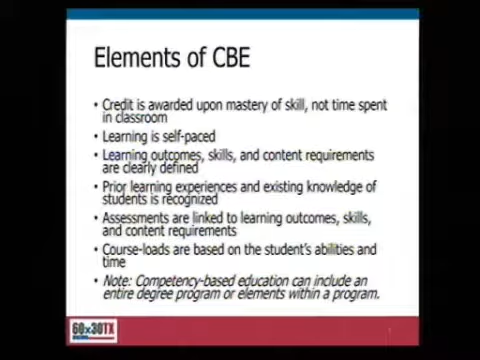 Elements of CBE
• Credit is awarded upon mastery of skill, not time spent
in classroom
• Learning is self-paced
• Learning outcomes, skills, and content requirements
are clearly defined
• Prior learning experiences and existing knowledge of
students is recognized
• Assessments are linked to learning outcomes, skills,
and content requirements
• Course-loads are based on the student's abilities and
time
• Note: Competency-based education can include an
entire degree program or elements within a program.
60x30TX